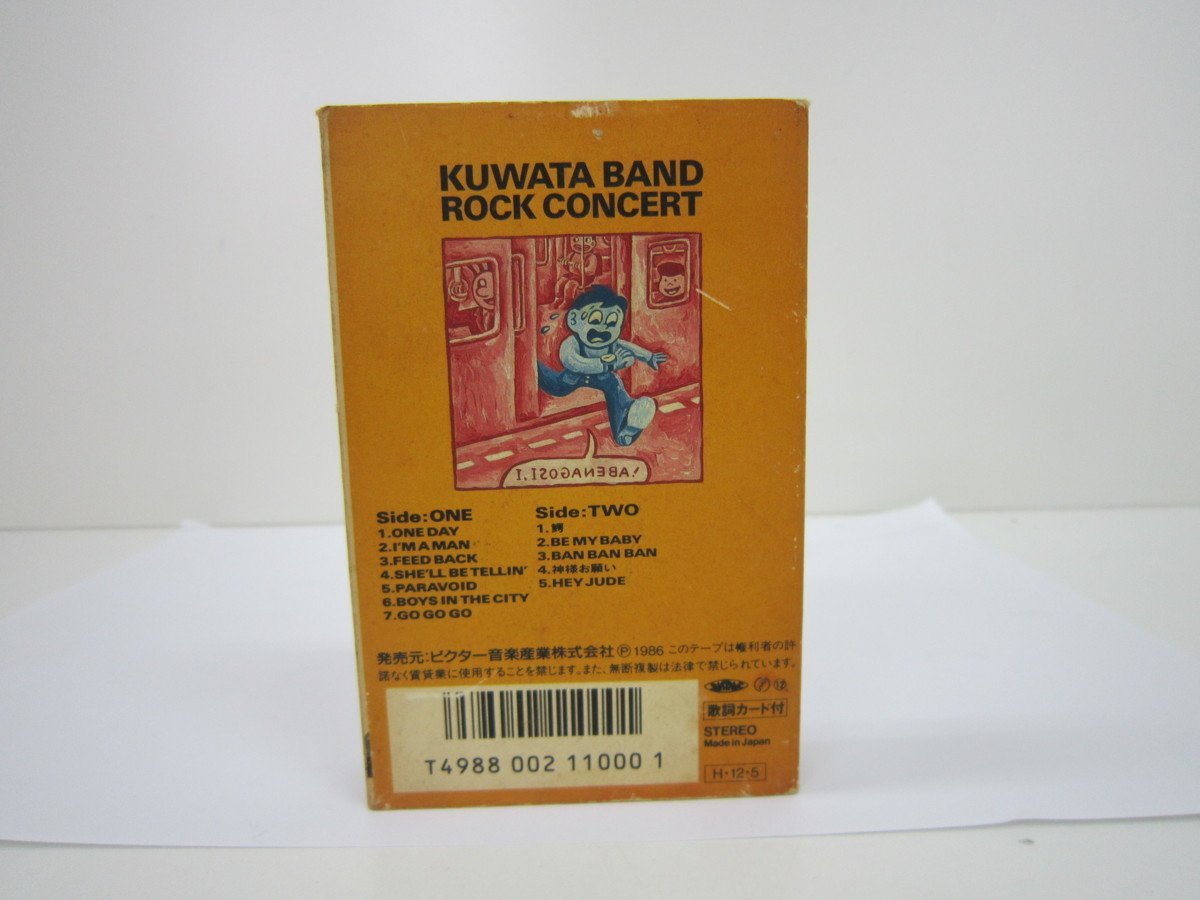 KUWATA BAND
ROCK CONCERT
I,IƧOGANƎBA!
Side:ONE
1.ONE DAY
2.I'M A MAN
3.FEED BACK
4.SHE'LL BE TELLIN'
5.PARAVOID
6.BOYS IN THE CITY
7.GO GO GO
Side:TWO
1.鰐
2.BE MY BABY
3.BAN BAN BAN
4.神様お願い
5.HEY JUDE
発売元:ビクター音楽産業株式会社 Ⓟ1986 このテープは権利者の許
諾なく賃貸業に使用することを禁じます。また、無断複製は法律で禁じられています。
歌詞カード付
STEREO
Made in Japan
H・12・5
T4988 002 11000 1